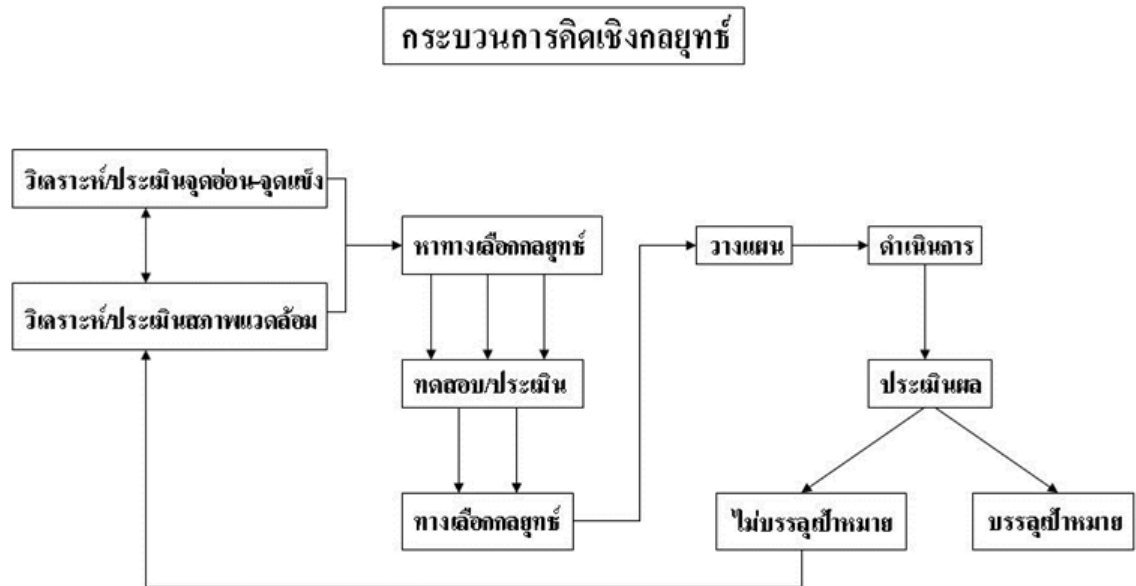 กระบวนการคิดเชิงกลยุทธ์
วิเคราะห์/ประเมินจุดอ่อน-จุดแข็ง
วิเคราะห์/ประเมินสภาพแวดล้อม
หาทางเลือกกลยุทธ์
ทดสอบ/ประเมิน
ทางเลือกกลยุทธ์
วางแผน
ดำเนินการ
ประเมินผล
ไม่บรรลุเป้าหมาย
บรรลุเป้าหมาย